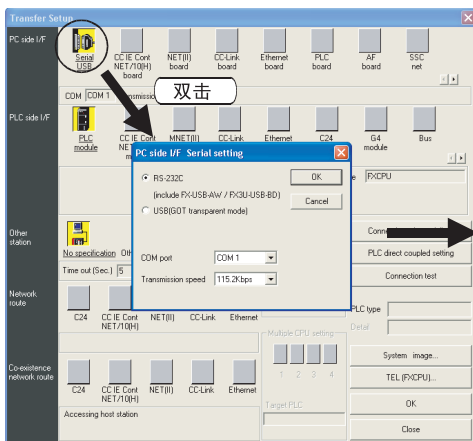 Transfer Setup
PC side I/F
Serial USB
CC IE Cont NET/10(H) board
NET(II) board
CC-Link board
Ethernet board
PLC board
AF board
SSC net
COM COM 1
双击
PLC side I/F
PLC module
CC IE Cont
MNET(II)
CC-Link
Ethernet
C24
G4 module
Bus
PC side I/F Serial setting
RS-232C
(include FX-USB-AW / FX3U-USB-BD)
USB(GOT transparent mode)
OK
Cancel
COM port COM 1
Transmission speed 115.2Kbps
FXCPU
Other station
No specification
Time out (Sec.) 5
PLC direct coupled setting
Connection test
Network route
C24
CC IE Cont NET/10(H)
NET(II)
CC-Link
Ethernet
PLC type
Detail
Multiple CPU setting
1 2 3 4
Target PLC
System image...
TEL (FXCPU)...
OK
Close
Co-existence network route
C24
CC IE Cont NET/10(H)
NET(II)
CC-Link
Ethernet
Accessing host station